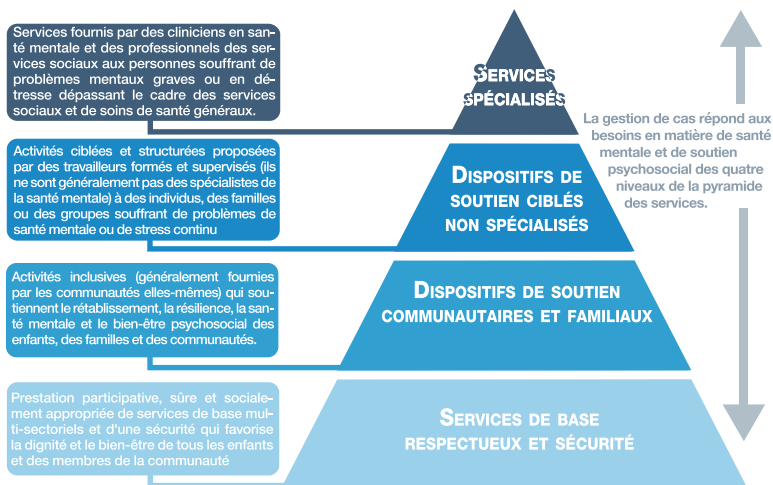 Services fournis par des cliniciens en san-
té mentale et des professionnels des ser-
vices sociaux aux personnes souffrant de
problèmes mentaux graves ou en dé-
tresse dépassant le cadre des services
sociaux et de soins de santé généraux.
SERVICES
SPÉCIALISÉS
La gestion de cas répond aux
besoins en matière de santé
mentale et de soutien
psychosocial des quatre
niveaux de la pyramide
des services.
Activités ciblées et structurées proposées
par des travailleurs formés et supervisés (ils
ne sont généralement pas des spécialistes de
la santé mentale) à des individus, des familles
ou des groupes souffrant de problèmes de
santé mentale ou de stress continu
DISPOSITIFS DE
SOUTIEN CIBLÉS
NON SPÉCIALISÉS
Activités inclusives (généralement fournies
par les communautés elles-mêmes) qui sou-
tiennent le rétablissement, la résilience, la san-
té mentale et le bien-être psychosocial des
enfants, des familles et des communautés.
DISPOSITIFS DE SOUTIEN
COMMUNAUTAIRES ET FAMILIAUX
Prestation participative, sûre et sociale-
ment appropriée de services de base mul-
ti-sectoriels et d'une sécurité qui favorise
la dignité et le bien-être de tous les enfants
et des membres de la communauté
SERVICES DE BASE
RESPECTUEUX ET SÉCURITÉ